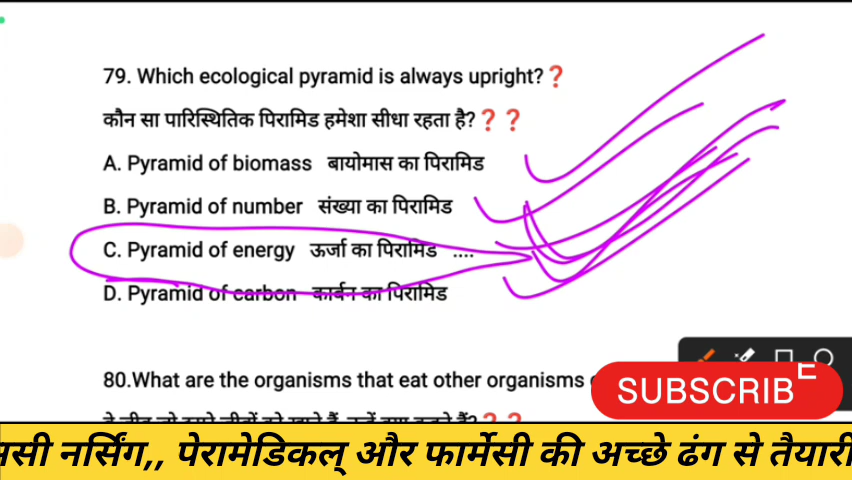 79. Which ecological pyramid is always upright?❓
कौन सा पारिस्थितिक पिरामिड हमेशा सीधा रहता है?❓❓
A. Pyramid of biomass बायोमास का पिरामिड
B. Pyramid of number संख्या का पिरामिड
C. Pyramid of energy ऊर्जा का पिरामिड ....
D. Pyramid of carbon कार्बन का पिरामिड
80.What are the organisms that eat other organisms
SUBSCRIBE
नर्सिंग,, पेरामेडिकल् और फार्मेसी की अच्छे ढंग से तैयारी